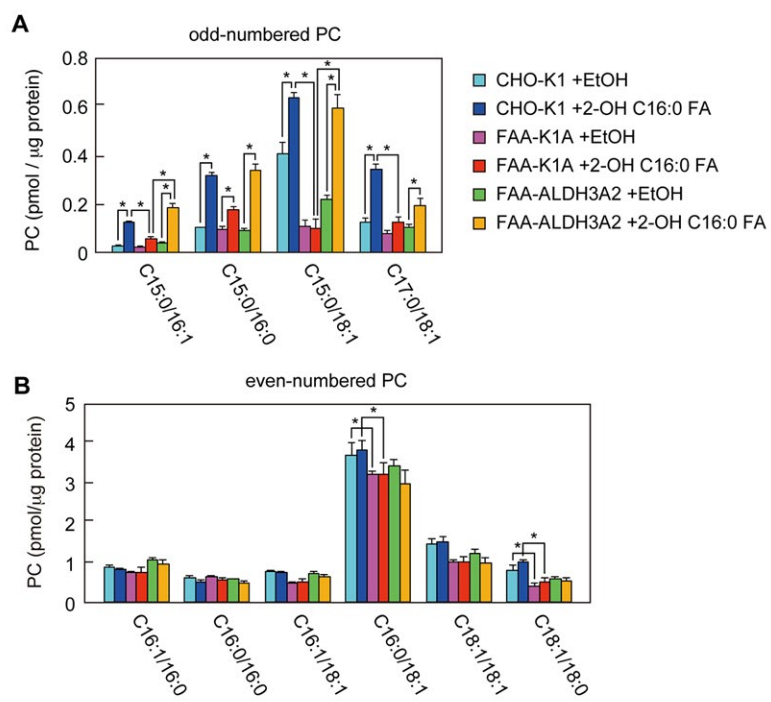 A
odd-numbered PC
PC (pmol / μg protein)
0.8
0.6
0.4
0.2
0
* * * *
* * *
* * * *
* * *
C15:0/16:1
C15:0/16:0
C15:0/18:1
C17:0/18:1
CHO-K1 +EtOH
CHO-K1 +2-OH C16:0 FA
FAA-K1A +EtOH
FAA-K1A +2-OH C16:0 FA
FAA-ALDH3A2 +EtOH
FAA-ALDH3A2 +2-OH C16:0 FA
B
even-numbered PC
PC (pmol/μg protein)
5
4
3
2
1
0
* *
* *
C16:1/16:0
C16:0/16:0
C16:1/18:1
C16:0/18:1
C18:1/18:1
C18:1/18:0